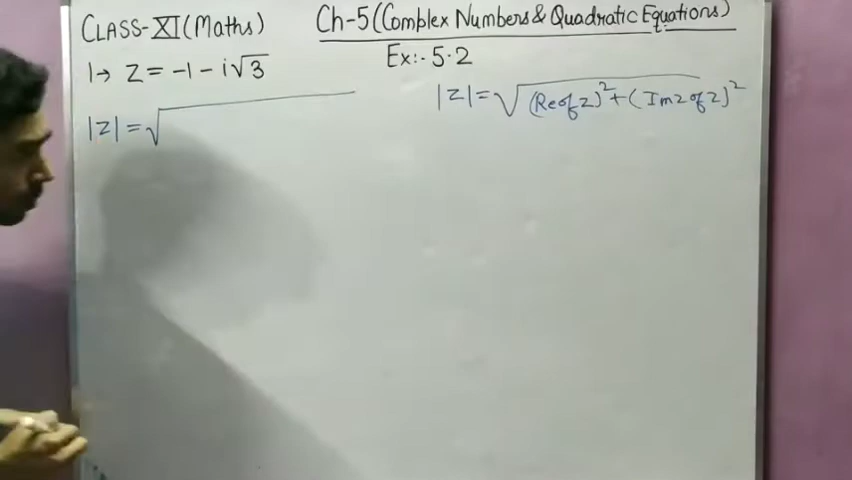 CLASS-XI(Maths)
Ch-5(Complex Numbers & Quadratic Equations)
Ex:- 5.2
1→ Z = -1 - i√3
|Z| = √
|Z| = √(Re of Z)² + (Imz of Z)²